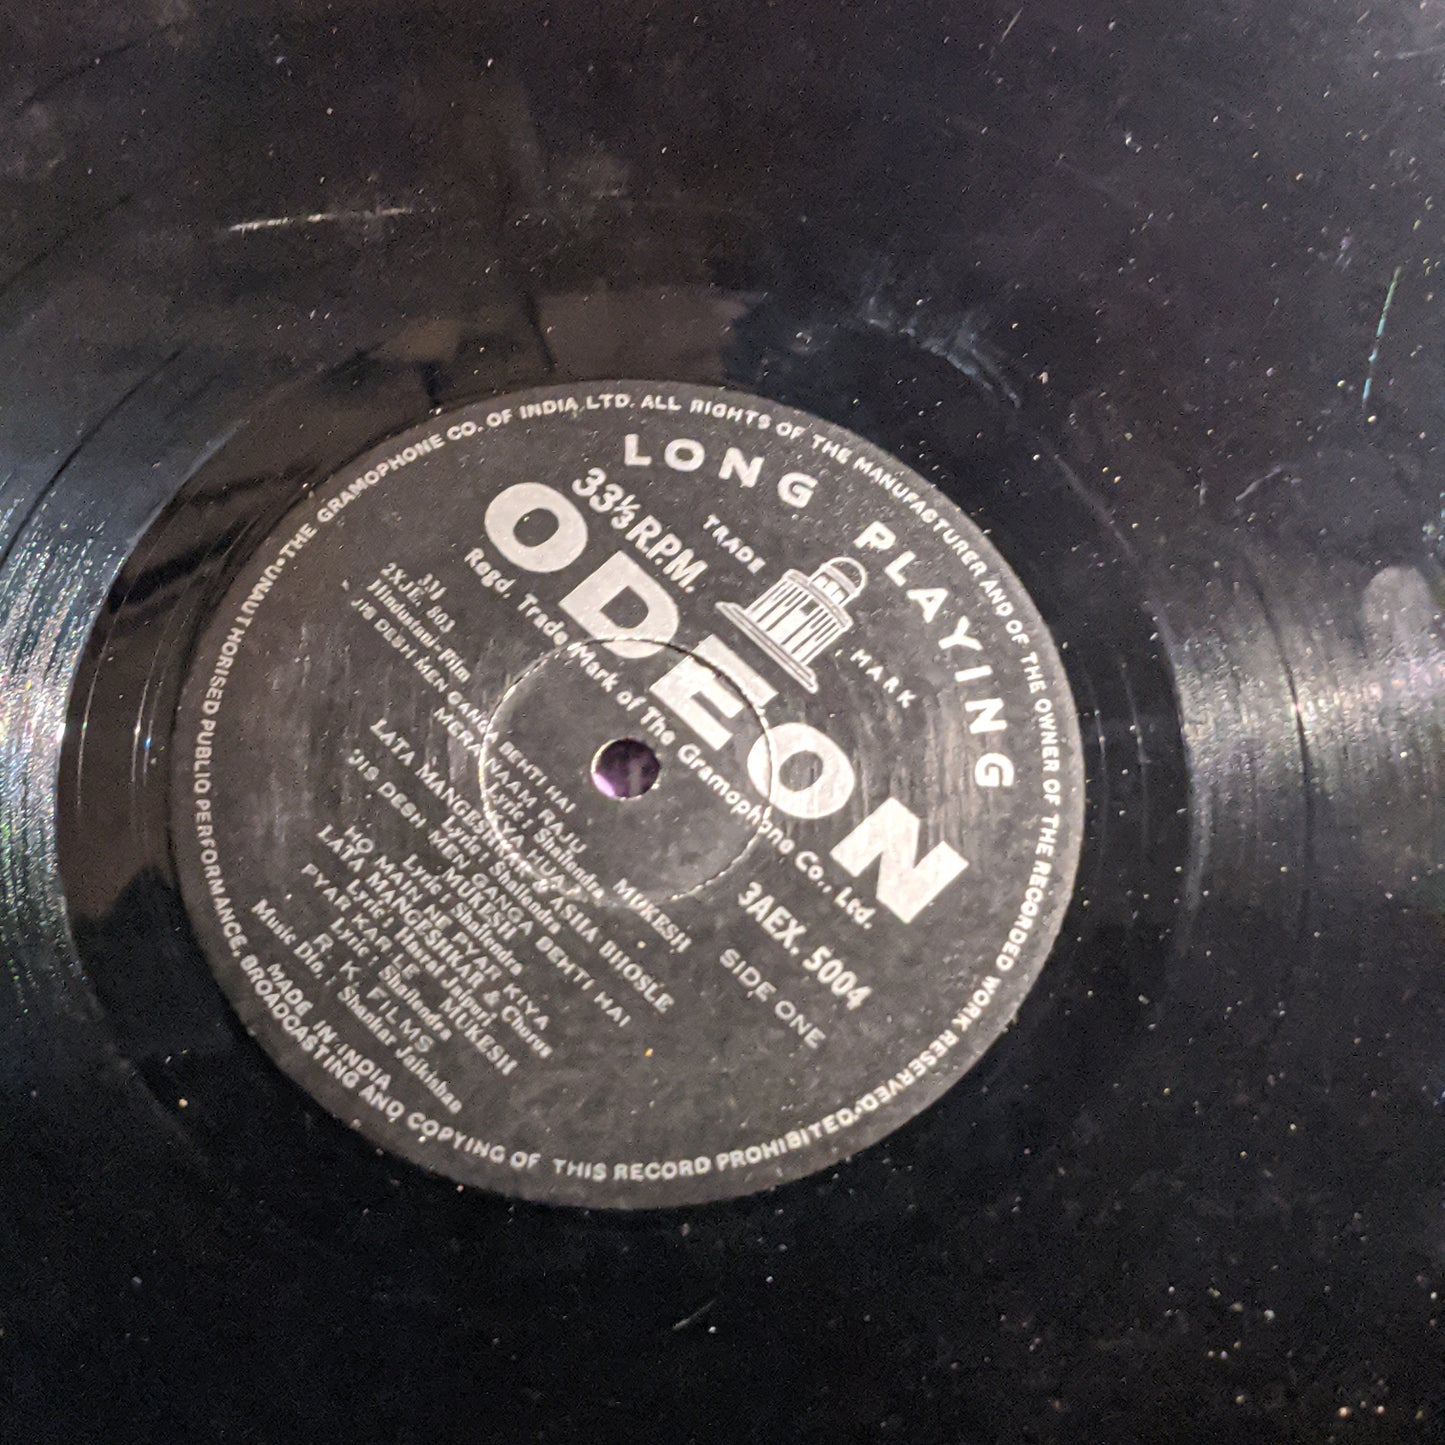 UNAUTHORISED PUBLIC PERFORMANCE, BROADCASTING AND COPYING OF THIS RECORD PROHIBITED. THE GRAMOPHONE CO. OF INDIA, LTD. ALL RIGHTS OF THE MANUFACTURER AND OF THE OWNER OF THE RECORDED WORK RESERVED.
LONG PLAYING
33⅓ R.P.M.
TRADE MARK
ODEON
Regd. Trade Mark of The Gramophone Co., Ltd.
331
2XJE. 803
3AEX. 5004
Hindustani-Film
SIDE ONE
JIS DESH MEN GANGA BEHTI HAI
MERA NAAM RAJU MUKESH
Lyric : Shailendra
KYA HUA
LATA MANGESHKAR & ASHA BHOSLE
Lyric : Shailendra
JIS DESH MEN GANGA BEHTI HAI
MUKESH
Lyric : Shailendra
HO MAIN NE PYAR KIYA
LATA MANGESHKAR & Chorus
Lyric : Hasrat Jaipuri
PYAR KAR LE MUKESH
Lyric : Shailendra
R. K. FILMS
Music Dir. : Shankar Jaikishan
MADE IN INDIA